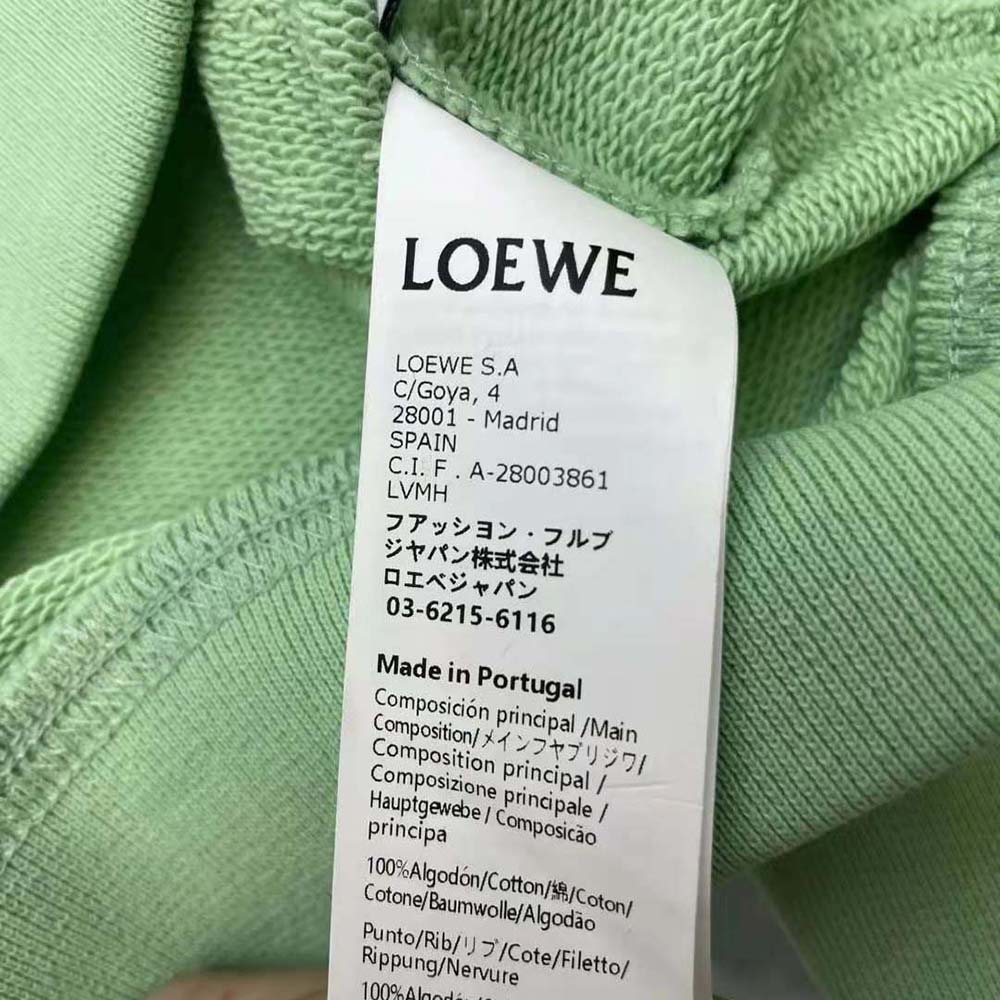 LOEWE
LOEWE S.A
C/Goya, 4
28001 - Madrid
SPAIN
C.I. F . A-28003861
LVMH
フアッション・フルブ
ジヤパン株式会社
ロエベジャパン
03-6215-6116
Made in Portugal
Composición principal /Main
Composition/メインフヤブリジワ/
Composition principal /
Composizione principale /
Hauptgewebe / Composicão
principa
100%Algodón/Cotton/綿/Coton/
Cotone/Baumwolle/Algodão
Punto/Rib/リブ/Cote/Filetto/
Rippung/Nervure